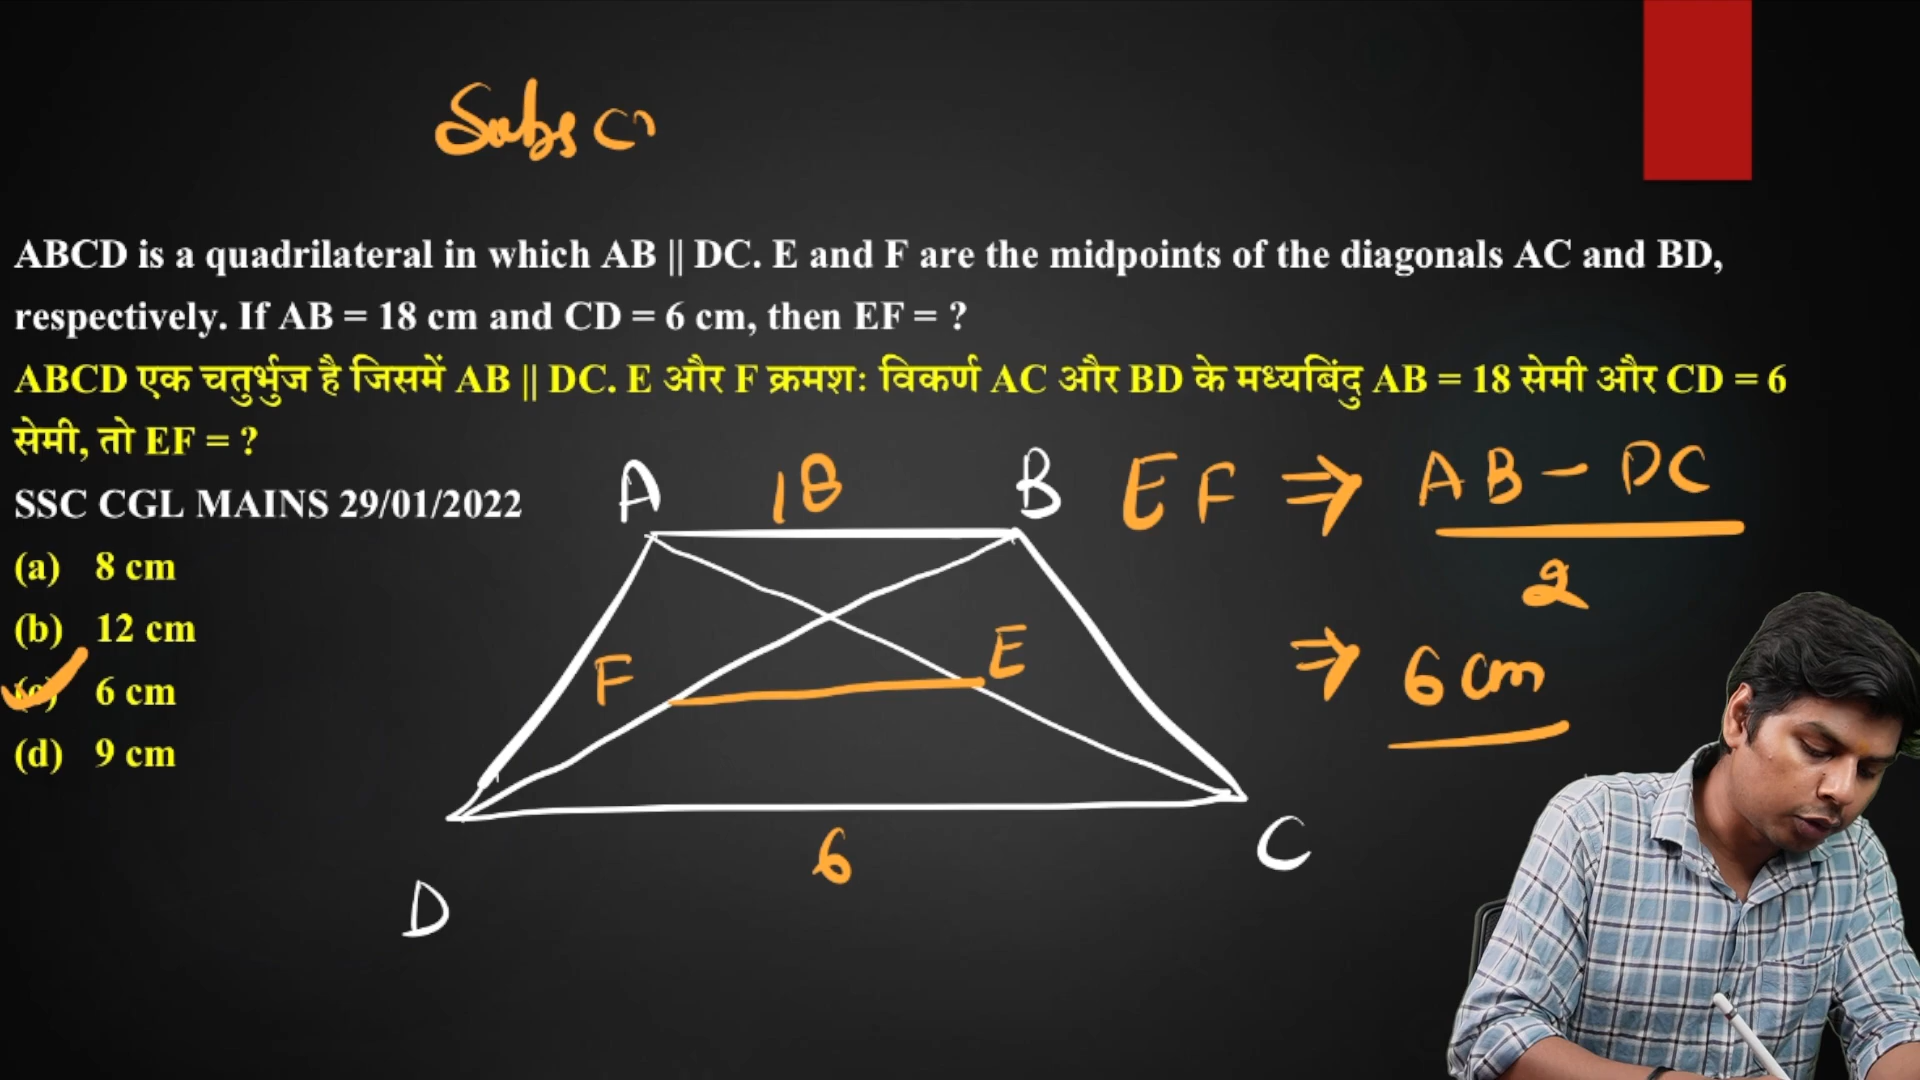 Subsc
ABCD is a quadrilateral in which AB || DC. E and F are the midpoints of the diagonals AC and BD,
respectively. If AB = 18 cm and CD = 6 cm, then EF = ?
ABCD एक चतुर्भुज है जिसमें AB || DC. E और F क्रमशः विकर्ण AC और BD के मध्यबिंदु AB = 18 सेमी और CD = 6
सेमी, तो EF = ?
SSC CGL MAINS 29/01/2022
(a) 8 cm
(b) 12 cm
(c) 6 cm
(d) 9 cm
A 18 B
F E
6
D C
EF ⇒ AB - DC
2
⇒ 6 cm